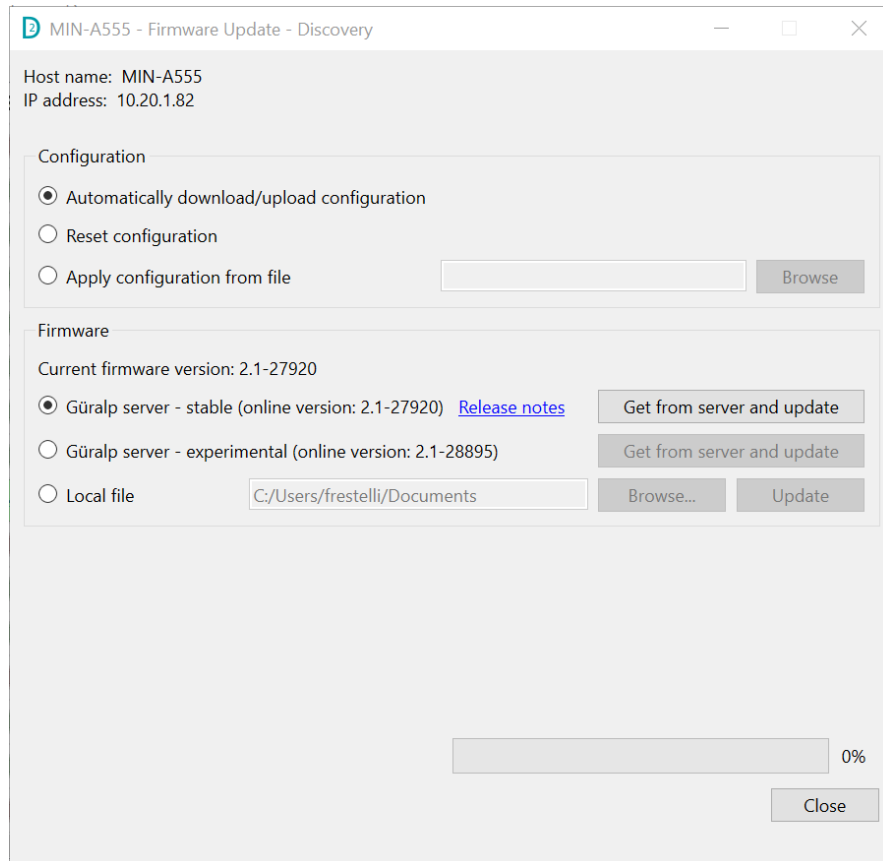 MIN-A555 - Firmware Update - Discovery
Host name: MIN-A555
IP address: 10.20.1.82
Configuration
Automatically download/upload configuration
Reset configuration
Apply configuration from file Browse
Firmware
Current firmware version: 2.1-27920
Güralp server - stable (online version: 2.1-27920) Release notes Get from server and update
Güralp server - experimental (online version: 2.1-28895) Get from server and update
Local file C:/Users/frestelli/Documents Browse... Update
0%
Close